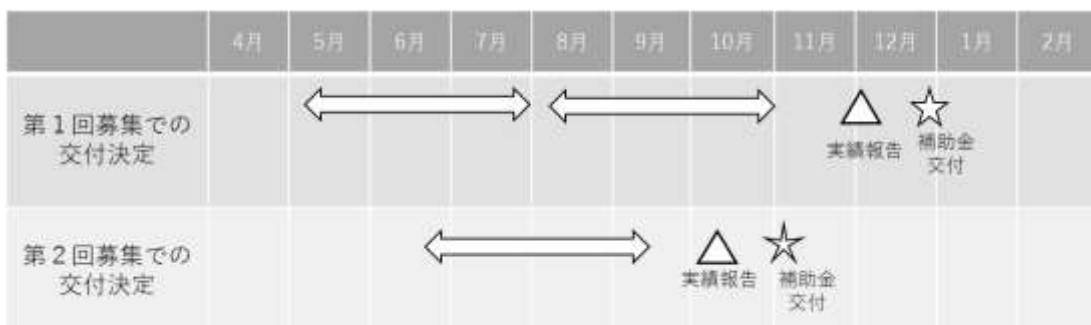 4月 5月 6月 7月 8月 9月 10月 11月 12月 1月 2月
第1回募集での
交付決定
実績報告
補助金
交付
第2回募集での
交付決定
実績報告
補助金
交付